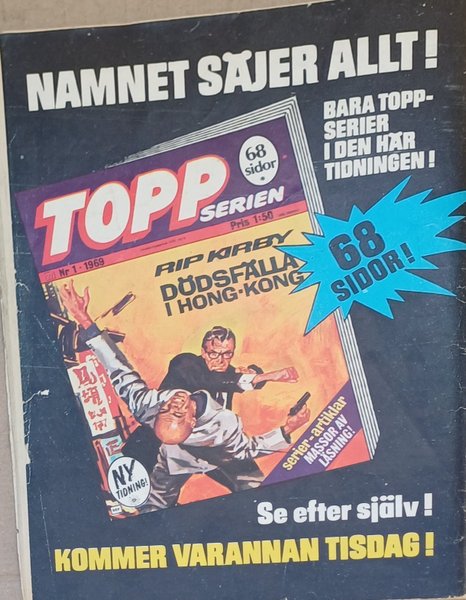 NAMNET SÄJER ALLT!
BARA TOPP-
SERIER
I DEN HÄR
TIDNINGEN!
68
sidor
TOPP
SERIEN
Pris 1:50
Nr 1 · 1969
RIP KIRBY
DÖDSFÄLLA
I HONG-KONG
68
SIDOR!
serier - artiklar
MASSOR AV
LÄSNING!
NY
TIDNING!
Se efter själv!
KOMMER VARANNAN TISDAG!